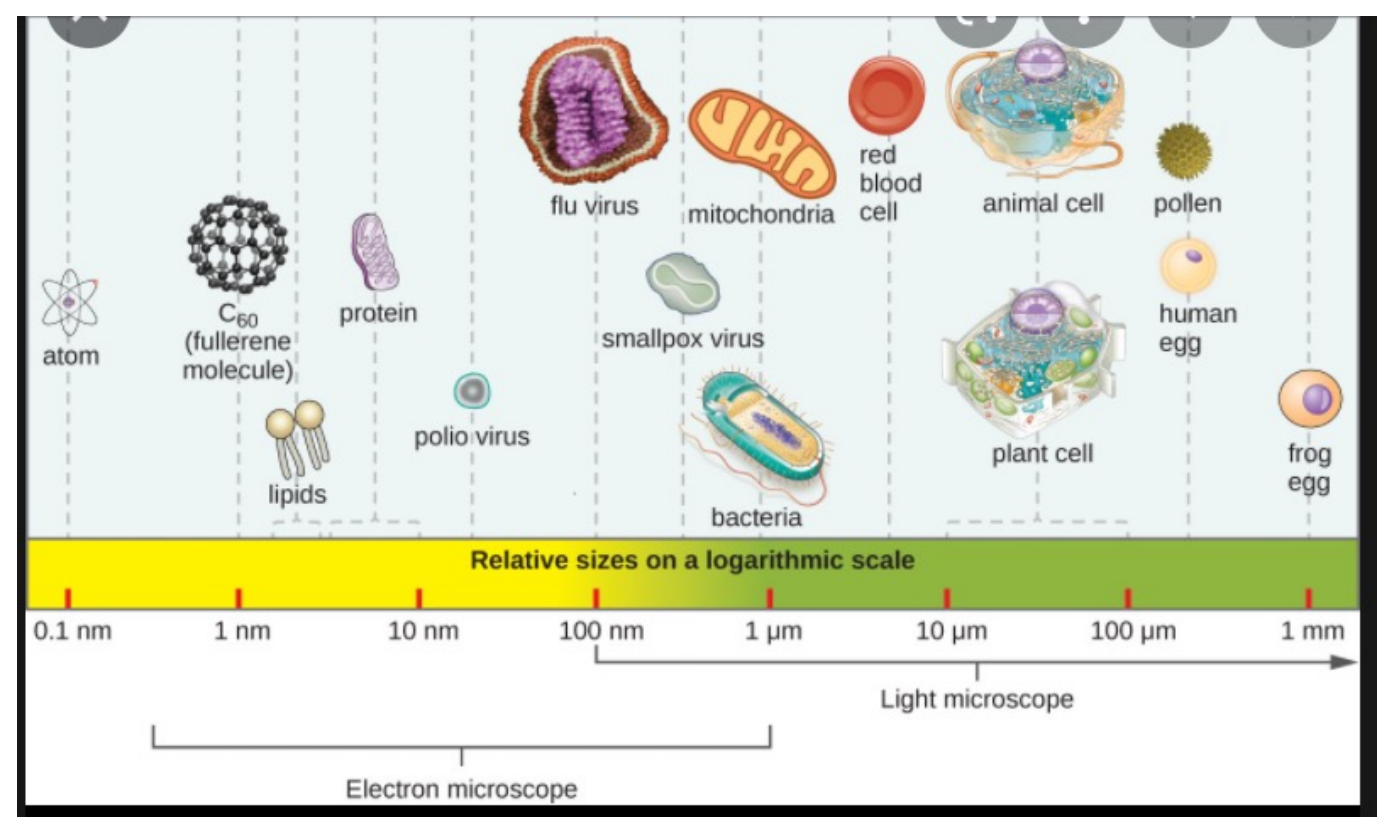 flu virus
mitochondria
red
blood
cell
animal cell
pollen
C60
(fullerene
molecule)
protein
atom
smallpox virus
human
egg
lipids
polio virus
bacteria
plant cell
frog
egg
Relative sizes on a logarithmic scale
0.1 nm 1 nm 10 nm 100 nm 1 µm 10 µm 100 µm 1 mm
Light microscope
Electron microscope